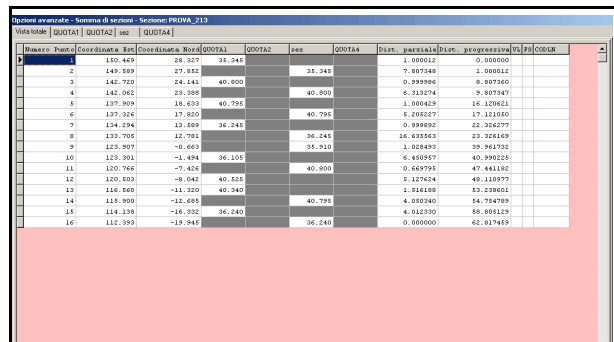 Opzioni avanzate - Somma di sezioni - Sezione: PROVA_213
Vista totale QUOTA1 QUOTA2 sez QUOTA4
Numero Punto Coordinata Est Coordinata Nord QUOTA1 QUOTA2 sez QUOTA4 Dist. parziale Dist. progressiva VL PS CODLN
1 150.469 28.327 35.345 1.000012 0.000000
2 149.589 27.852 35.345 7.807348 1.000012
3 142.720 24.141 40.800 0.999986 8.807360
4 142.062 23.388 40.800 6.313274 9.807347
5 137.909 18.633 40.795 1.000429 16.120621
6 137.326 17.820 40.795 5.205227 17.121050
7 134.294 13.589 36.245 0.999892 22.326277
8 133.705 12.781 36.245 16.635563 23.326169
9 123.907 -0.663 35.910 1.028493 39.961732
10 123.301 -1.494 36.105 6.450957 40.990225
11 120.766 -7.426 40.800 0.669795 47.441182
12 120.503 -8.042 40.525 5.127624 48.110977
13 116.560 -11.320 40.340 1.516188 53.238601
14 115.900 -12.685 40.795 4.050340 54.754789
15 114.138 -16.332 36.240 4.012330 58.805129
16 112.393 -19.945 36.240 0.000000 62.817459